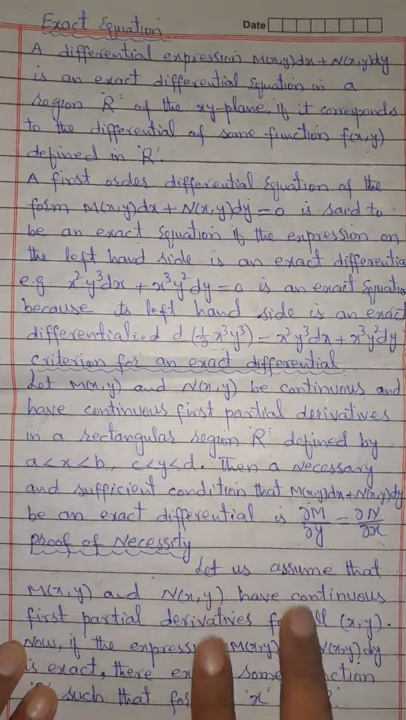 Exact Equation
Date
A differential expression M(x,y)dx + N(x,y)dy
is an exact differential Equation in a
region 'R' of the xy-plane, if it corresponds
to the differential of some function f(x,y)
defined in 'R'.
A first order differential Equation of the
form M(x,y)dx + N(x,y)dy = 0 is said to
be an exact Equation if the expression on
the left hand side is an exact differentia
e.g. x²y³dx + x³y²dy = 0 is an exact Equatio
because its left hand side is an exact
differential i.e d(⅓x³y³) = x²y³dx + x³y²dy
Criterion for an exact differential
Let M(x,y) and N(x,y) be continuous and
have continuous first partial derivatives
in a rectangular region 'R' defined by
a<x<b, c<y<d. Then a Necessary
and sufficient condition that M(x,y)dx+N(x,y)dy
be an exact differential is ∂M/∂y = ∂N/∂x
Proof of Necessity
Let us assume that
M(x,y) and N(x,y) have continuous
first partial derivatives (x,y).
Now, if the M(x,y) N(x,y)dy
is exact, there some
such that 'x'